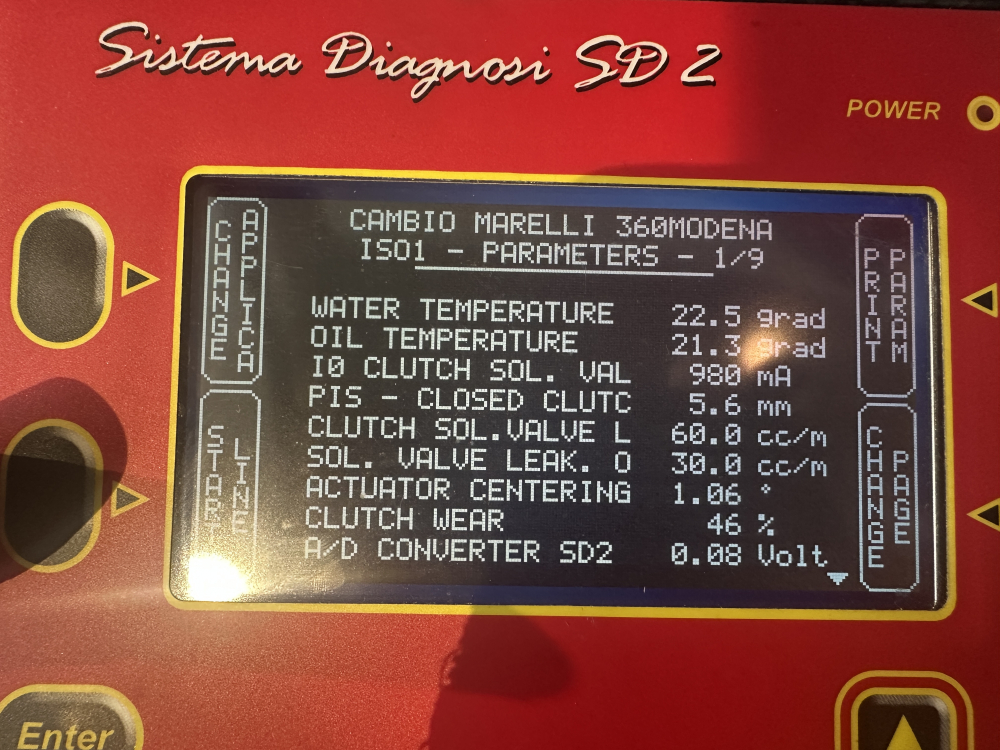 Sistema Diagnosi SD 2
POWER
CHANGE APPLICA
START LINE
CAMBIO MARELLI 360MODENA
ISO1 - PARAMETERS - 1/9
WATER TEMPERATURE 22.5 grad
OIL TEMPERATURE 21.3 grad
I0 CLUTCH SOL. VAL 980 mA
PIS - CLOSED CLUTC 5.6 mm
CLUTCH SOL.VALVE L 60.0 cc/m
SOL. VALVE LEAK. O 30.0 cc/m
ACTUATOR CENTERING 1.06 °
CLUTCH WEAR 46 %
A/D CONVERTER SD2 0.08 Volt
PRINT PARAM
CHANGE PAGE
Enter